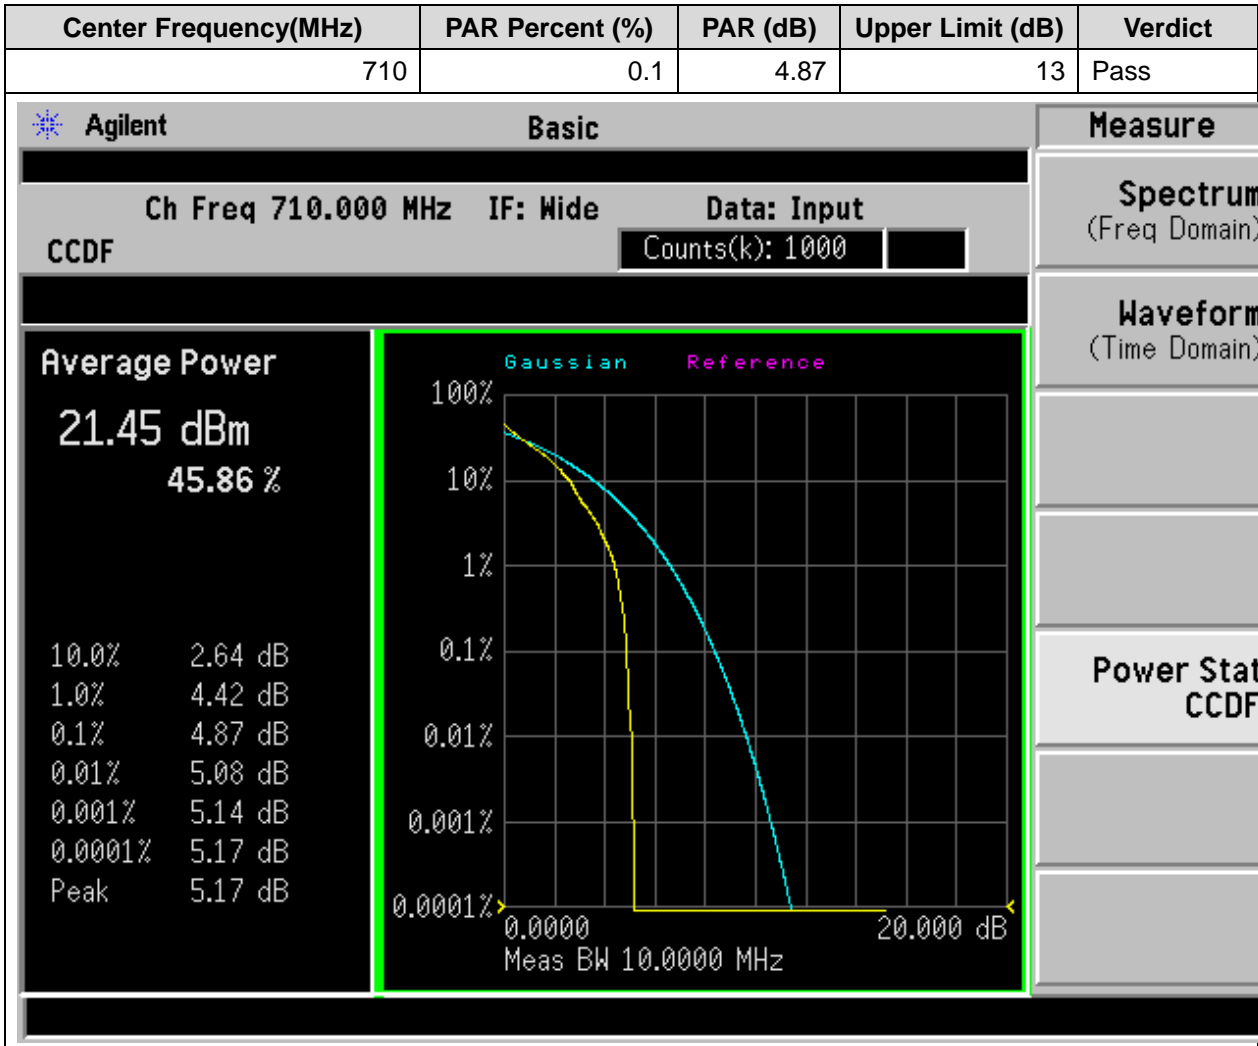 Center Frequency(MHz) PAR Percent (%) PAR (dB) Upper Limit (dB) Verdict
710 0.1 4.87 13 Pass
Agilent Basic Measure
Ch Freq 710.000 MHz IF: Wide Data: Input
CCDF Counts(k): 1000
Spectrum
(Freq Domain)
Waveform
(Time Domain)
Power Stat
CCDF
Average Power
21.45 dBm
45.86 %
10.0% 2.64 dB
1.0% 4.42 dB
0.1% 4.87 dB
0.01% 5.08 dB
0.001% 5.14 dB
0.0001% 5.17 dB
Peak 5.17 dB
Gaussian Reference
100%
10%
1%
0.1%
0.01%
0.001%
0.0001%
0.0000 20.000 dB
Meas BW 10.0000 MHz